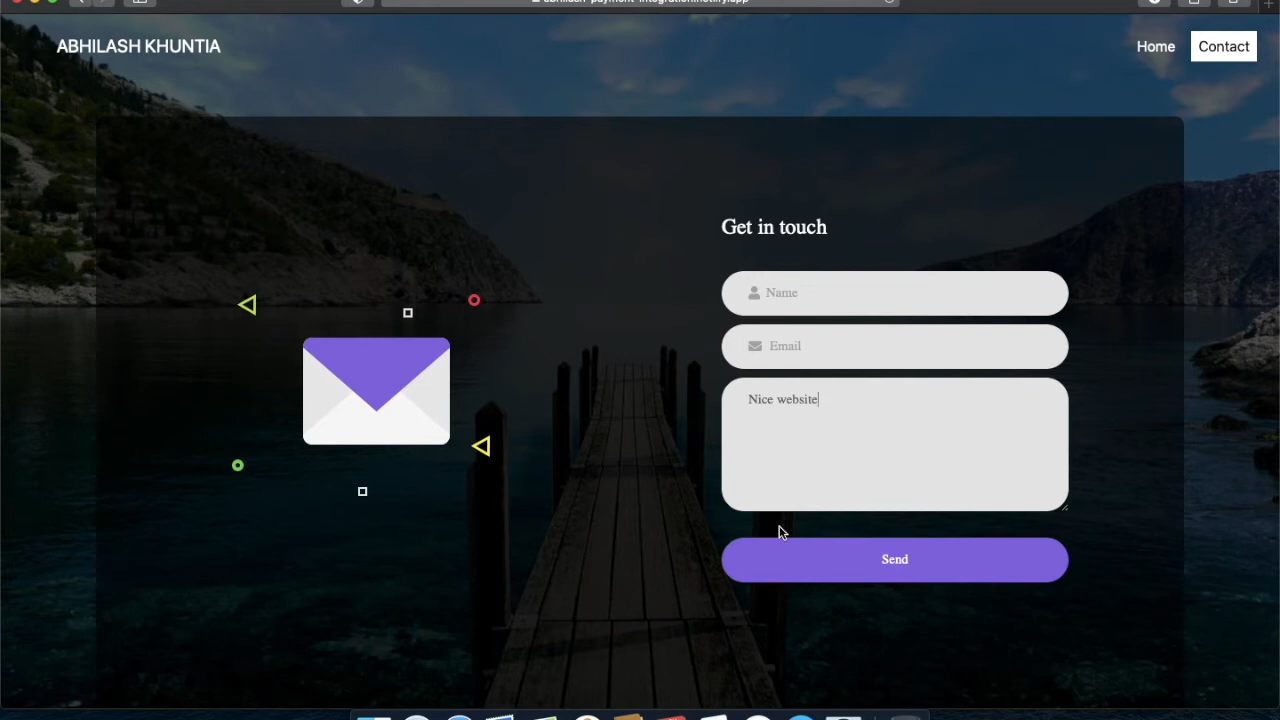 ABHILASH KHUNTIA
Home
Contact
Get in touch
Name
Email
Nice website
Send